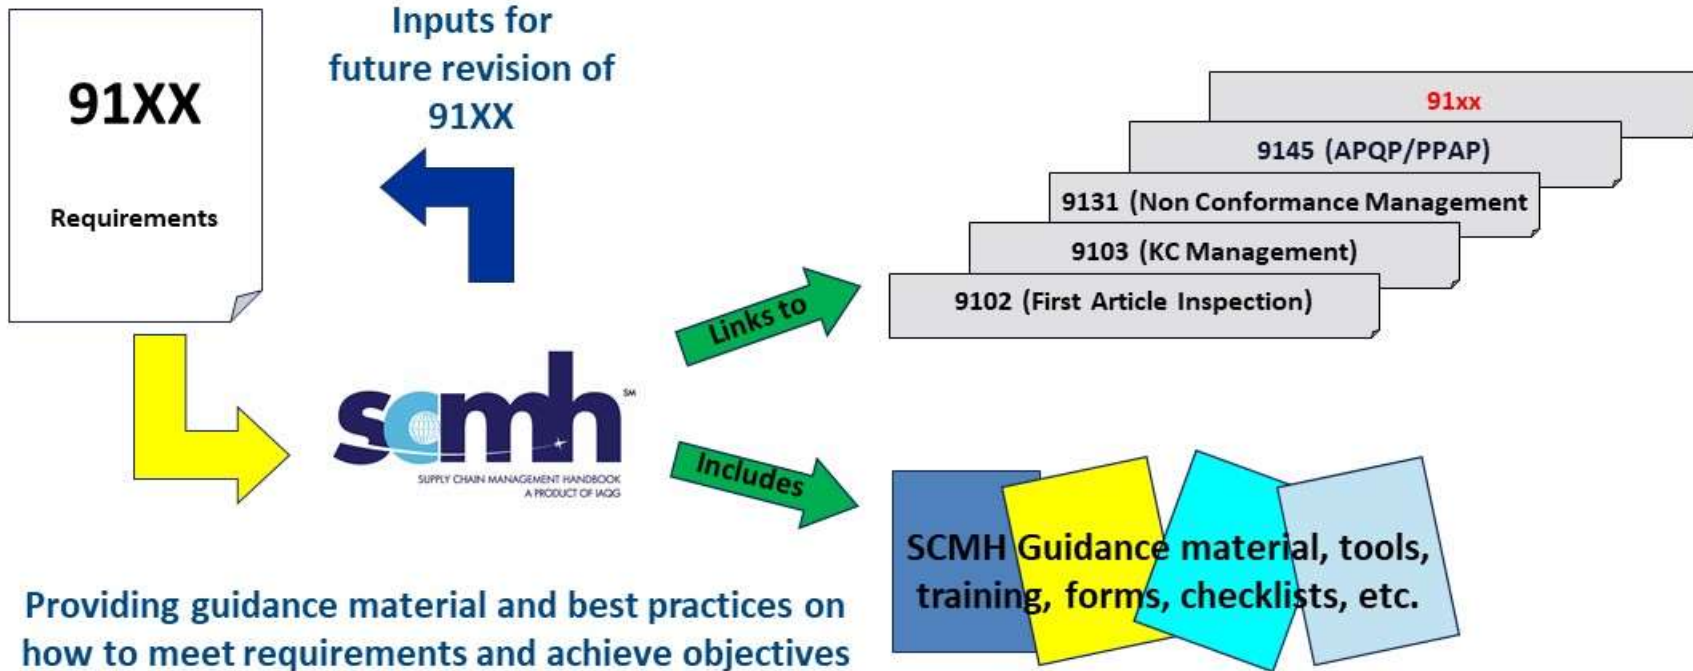 91XX
Requirements
Inputs for
future revision of
91XX
91xx
9145 (APQP/PPAP)
9131 (Non Conformance Management
9103 (KC Management)
9102 (First Article Inspection)
Links to
scmh SM
SUPPLY CHAIN MANAGEMENT HANDBOOK
A PRODUCT OF IAQG
Includes
SCMH Guidance material, tools,
training, forms, checklists, etc.
Providing guidance material and best practices on
how to meet requirements and achieve objectives